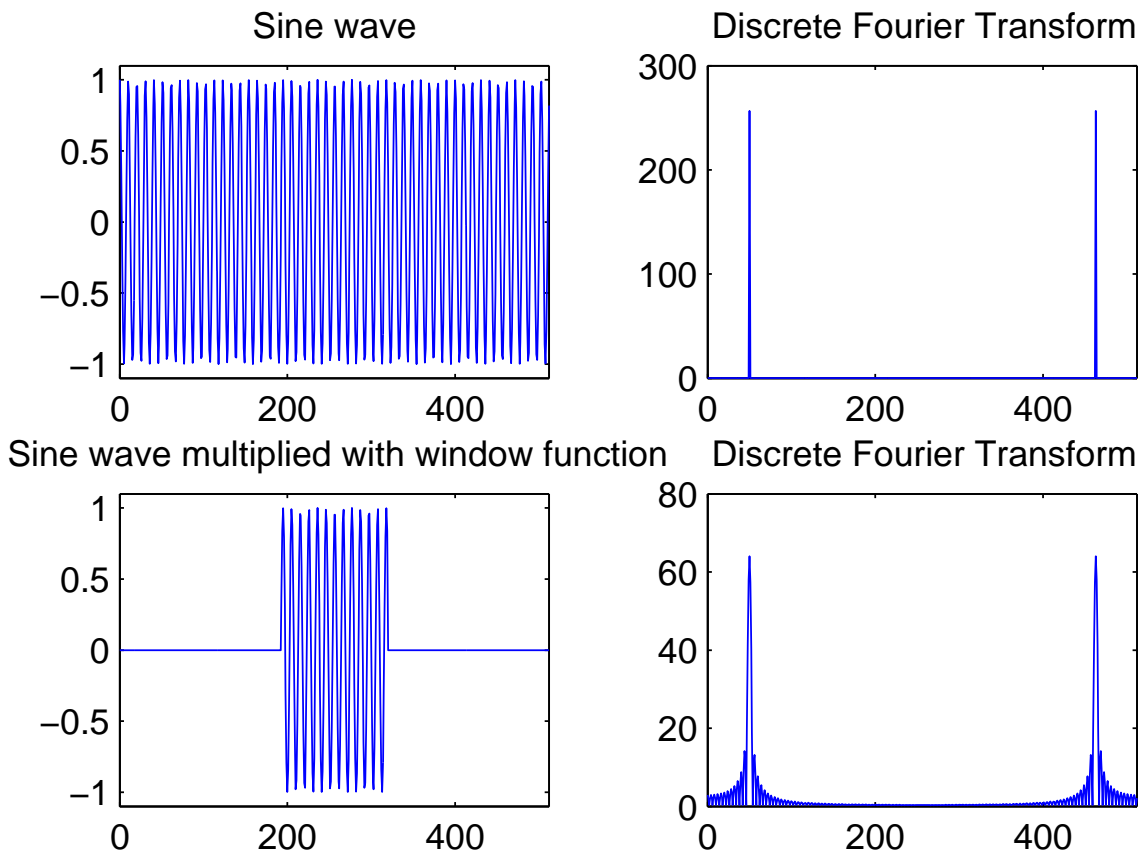 Sine wave
1
0.5
0
−0.5
−1
0 200 400
Discrete Fourier Transform
300
200
100
0
0 200 400
Sine wave multiplied with window function
1
0.5
0
−0.5
−1
0 200 400
Discrete Fourier Transform
80
60
40
20
0
0 200 400